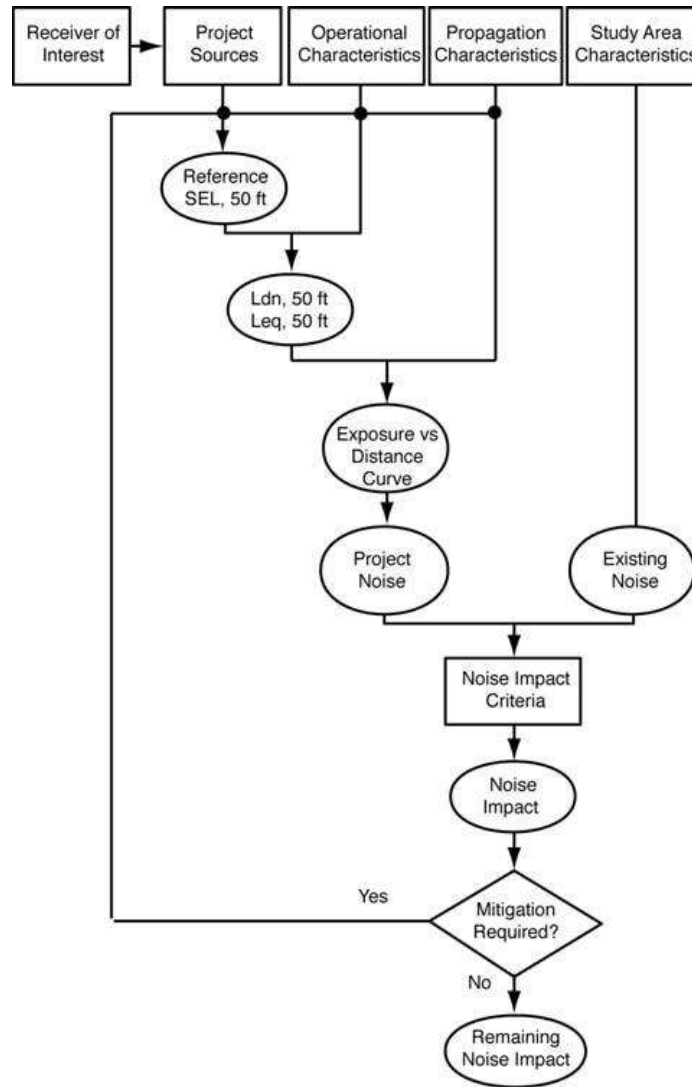 Receiver of
Interest
Project
Sources
Operational
Characteristics
Propagation
Characteristics
Study Area
Characteristics
Reference
SEL, 50 ft
Ldn, 50 ft
Leq, 50 ft
Exposure vs
Distance
Curve
Project
Noise
Existing
Noise
Noise Impact
Criteria
Noise
Impact
Yes
Mitigation
Required?
No
Remaining
Noise Impact